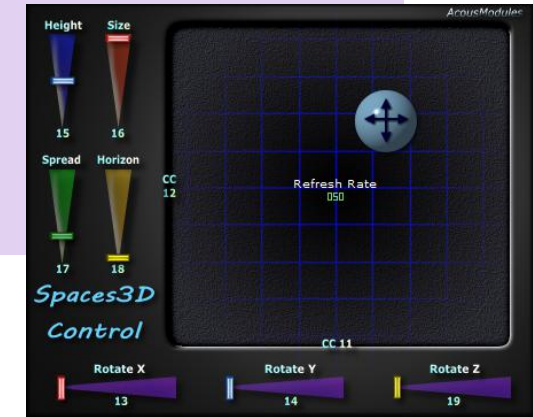 AcousModules
Height Size
15 16
Spread Horizon
17 18
CC
12
Refresh Rate
050
Spaces3D
Control
CC 11
Rotate X Rotate Y Rotate Z
13 14 19